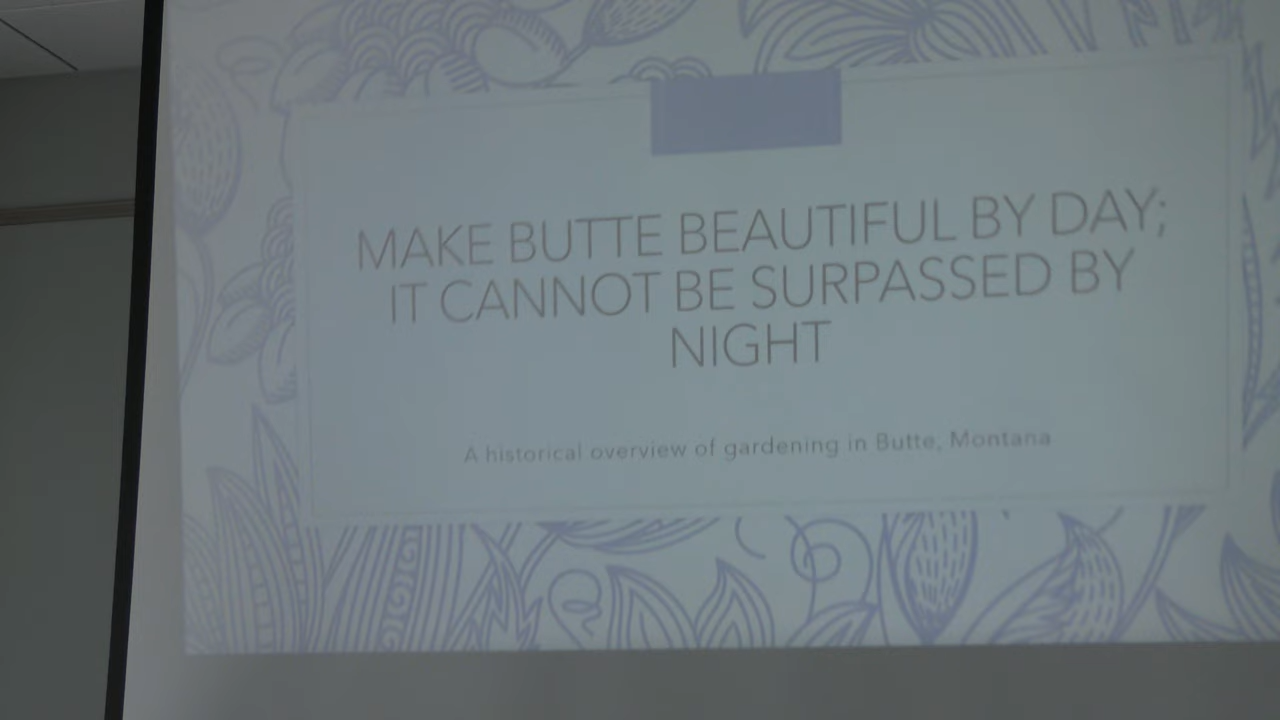 MAKE BUTTE BEAUTIFUL BY DAY;
IT CANNOT BE SURPASSED BY
NIGHT
A historical overview of gardening in Butte, Montana